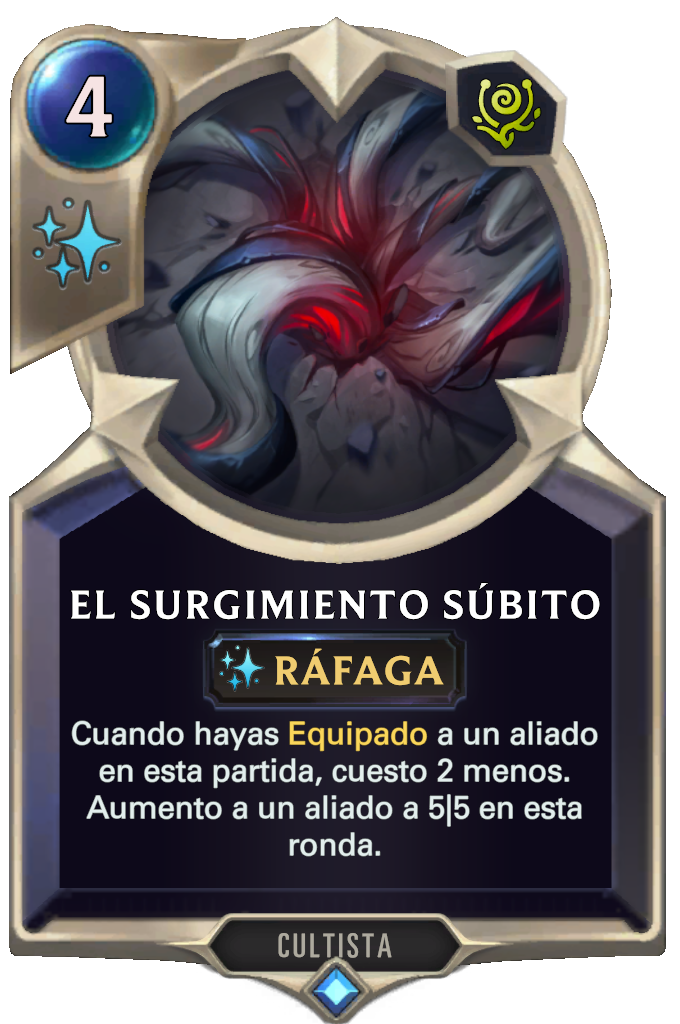 4
EL SURGIMIENTO SÚBITO
RÁFAGA
Cuando hayas Equipado a un aliado
en esta partida, cuesto 2 menos.
Aumento a un aliado a 5|5 en esta
ronda.
CULTISTA